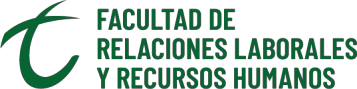 FACULTAD DE
RELACIONES LABORALES
Y RECURSOS HUMANOS